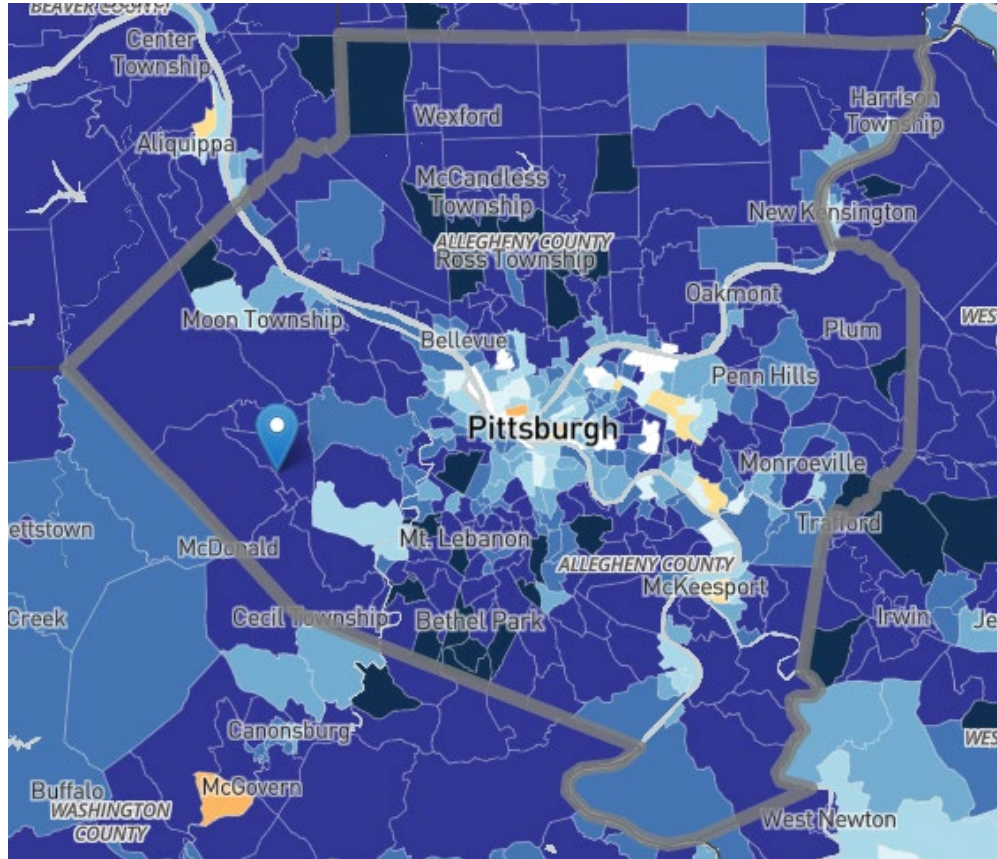 BEAVER COUNTY
Center
Township
Harrison
Township
Wexford
Aliquippa
McCandless
Township
New Kensington
ALLEGHENY COUNTY
Ross Township
Oakmont
WES
Moon Township
Plum
Bellevue
Penn Hills
Pittsburgh
Monroeville
ettstown
Trafford
McDonald
Mt. Lebanon
ALLEGHENY COUNTY
McKeesport
Creek
Cecil Township
Bethel Park
Irwin
Je
Canonsburg
WES
Buffalo
McGovern
WASHINGTON
COUNTY
West Newton